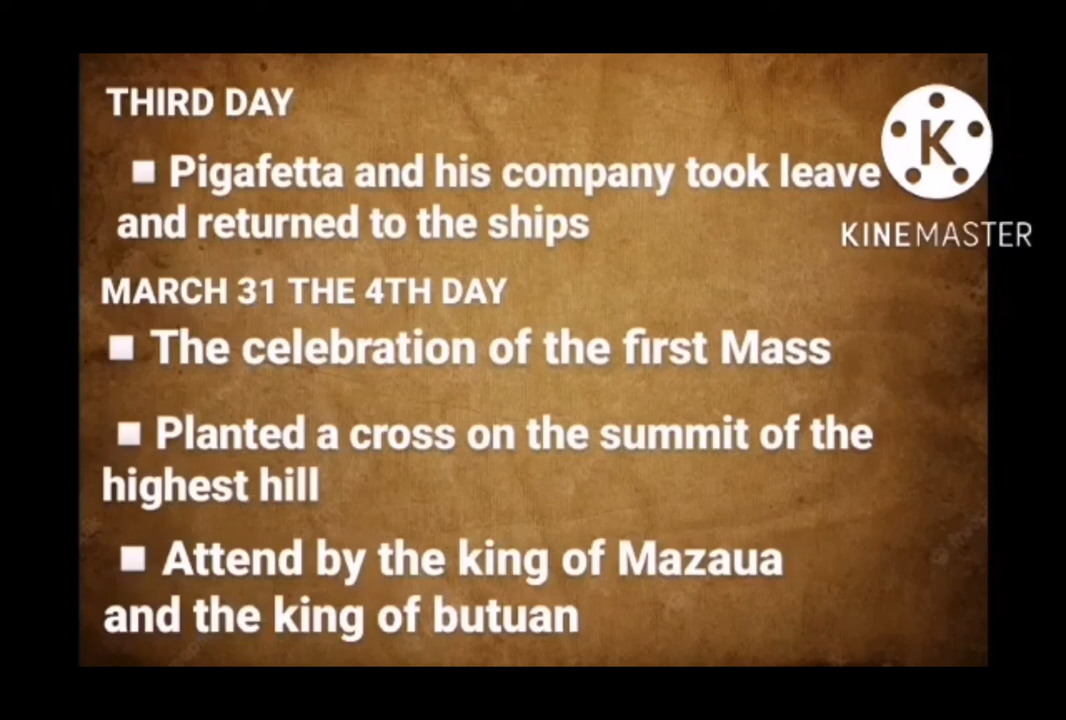 THIRD DAY
▪ Pigafetta and his company took leave
and returned to the ships
K
KINEMASTER
MARCH 31 THE 4TH DAY
▪ The celebration of the first Mass
▪ Planted a cross on the summit of the
highest hill
▪ Attend by the king of Mazaua
and the king of butuan